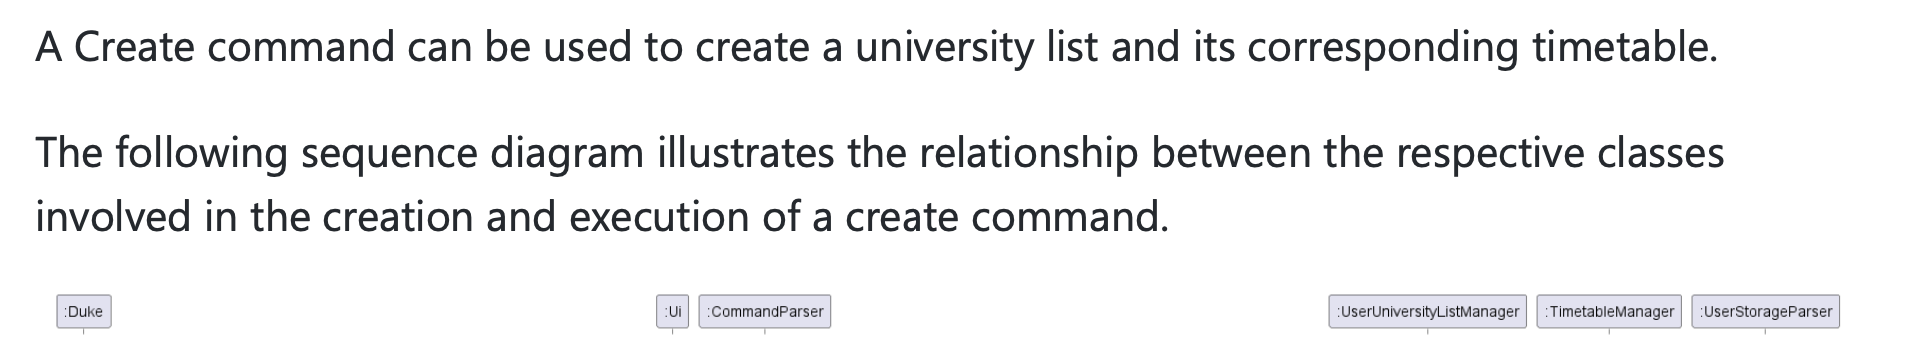 A Create command can be used to create a university list and its corresponding timetable.
The following sequence diagram illustrates the relationship between the respective classes
involved in the creation and execution of a create command.
:Duke :Ui :CommandParser :UserUniversityListManager :TimetableManager :UserStorageParser